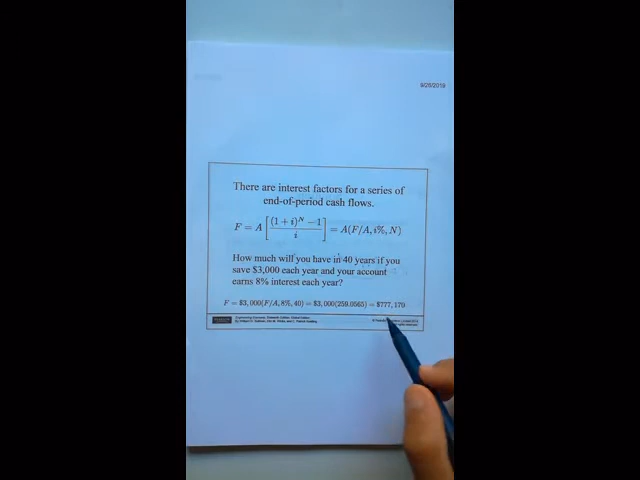 9/26/2019
There are interest factors for a series of
end-of-period cash flows.
F = A [ (1 + i)^N − 1 / i ] = A(F/A, i%, N)
How much will you have in 40 years if you
save $3,000 each year and your account
earns 8% interest each year?
F = $3,000(F/A, 8%, 40) = $3,000(259.0565) = $777,170